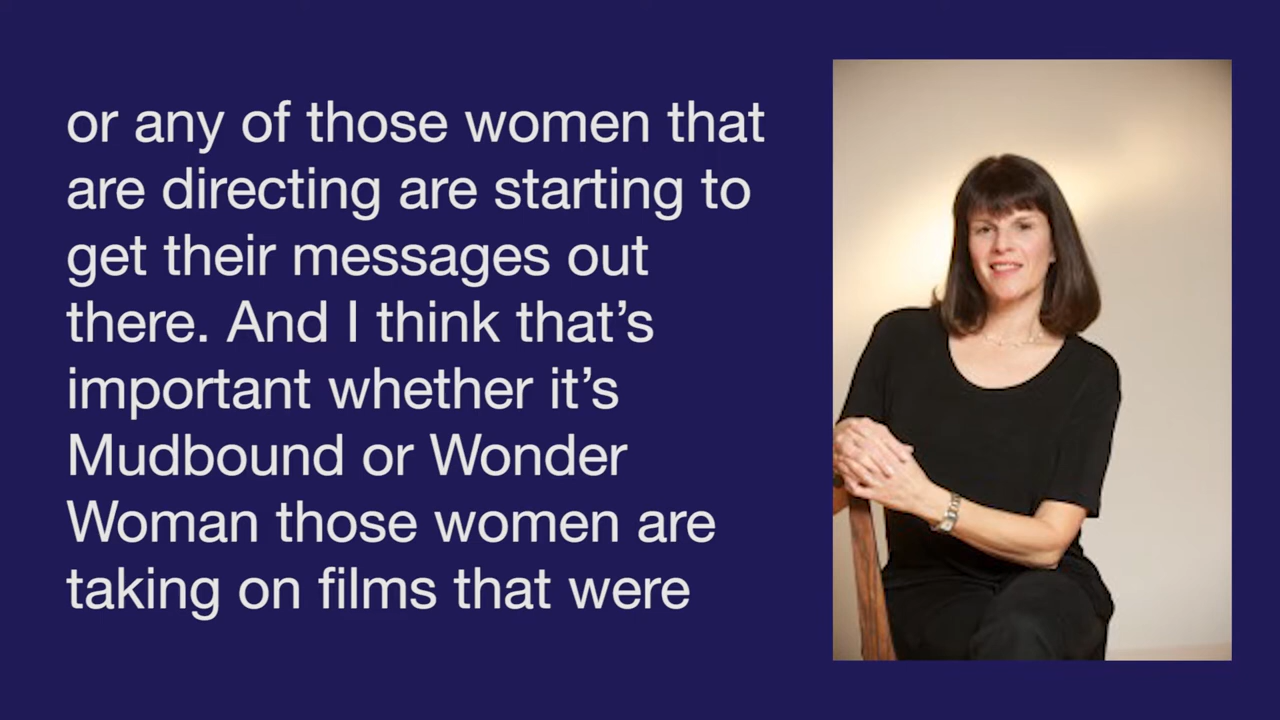 or any of those women that
are directing are starting to
get their messages out
there. And I think that’s
important whether it’s
Mudbound or Wonder
Woman those women are
taking on films that were